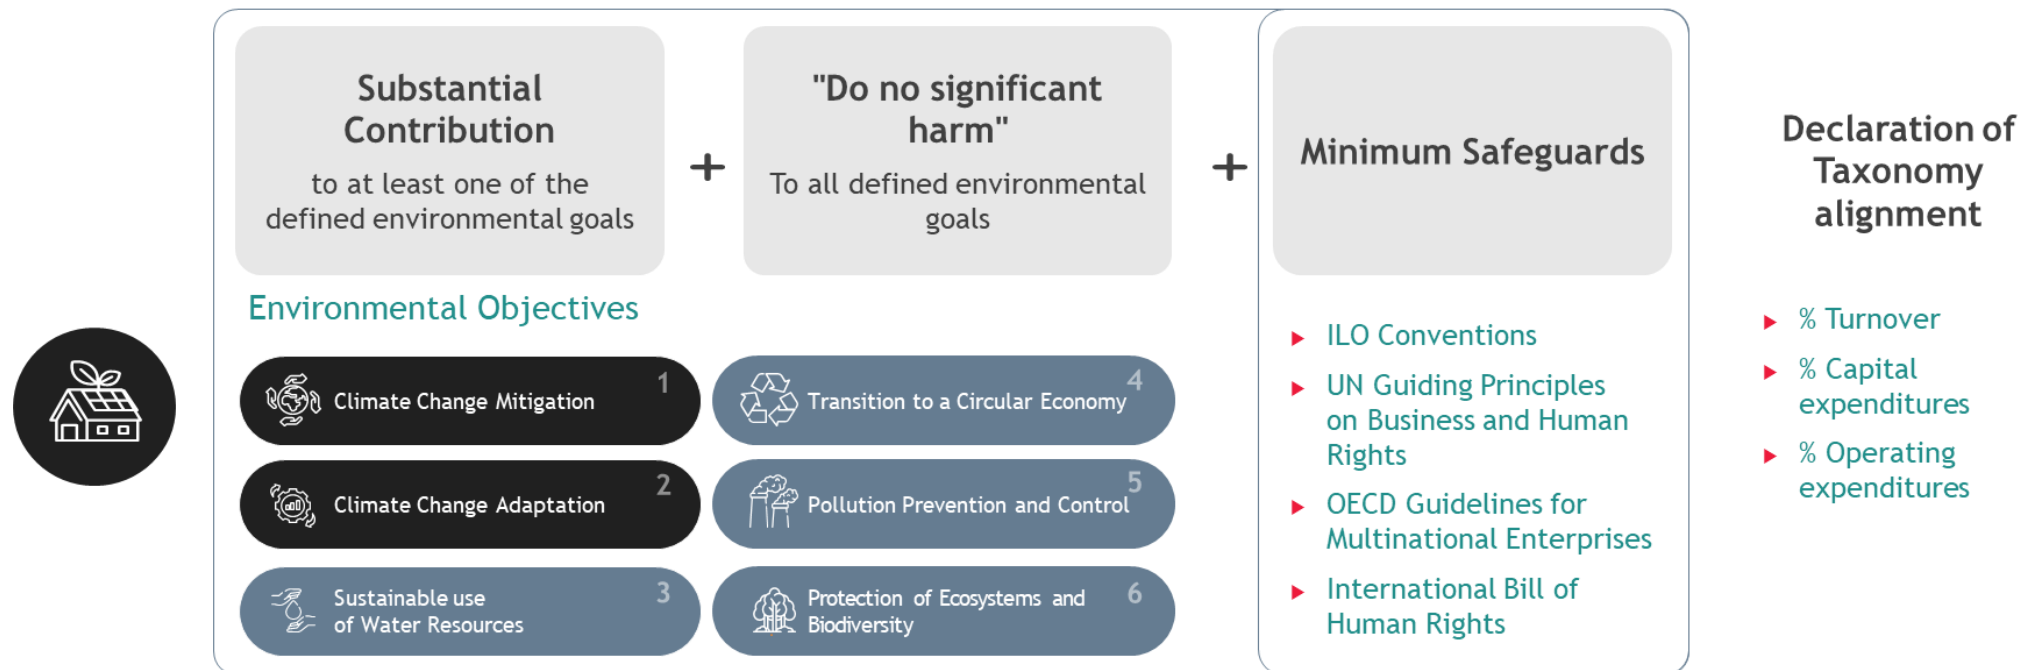 Substantial
Contribution
to at least one of the
defined environmental goals
+
"Do no significant
harm"
To all defined environmental
goals
+
Minimum Safeguards
Declaration of
Taxonomy
alignment
Environmental Objectives
Climate Change Mitigation
1
Climate Change Adaptation
2
Sustainable use
of Water Resources
3
Transition to a Circular Economy
4
Pollution Prevention and Control
5
Protection of Ecosystems and
Biodiversity
6
ILO Conventions
UN Guiding Principles
on Business and Human
Rights
OECD Guidelines for
Multinational Enterprises
International Bill of
Human Rights
% Turnover
% Capital
expenditures
% Operating
expenditures